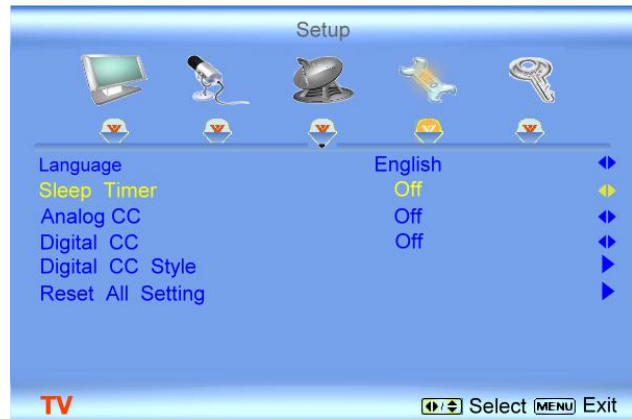 Setup
Language English
Sleep Timer Off
Analog CC Off
Digital CC Off
Digital CC Style
Reset All Setting
TV Select MENU Exit